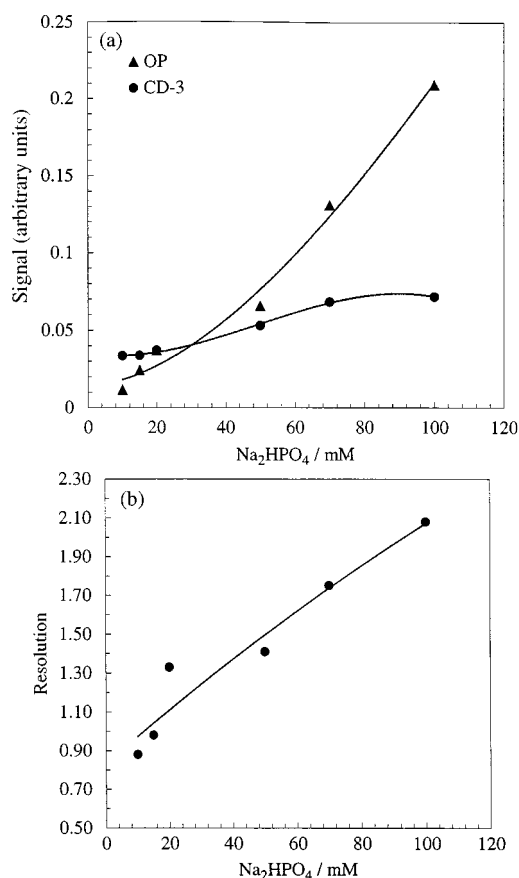 (a)
OP
CD-3
Signal (arbitrary units)
0.25
0.2
0.15
0.1
0.05
0
0 20 40 60 80 100 120
Na₂HPO₄ / mM
(b)
Resolution
2.30
2.10
1.90
1.70
1.50
1.30
1.10
0.90
0.70
0.50
0 20 40 60 80 100 120
Na₂HPO₄ / mM